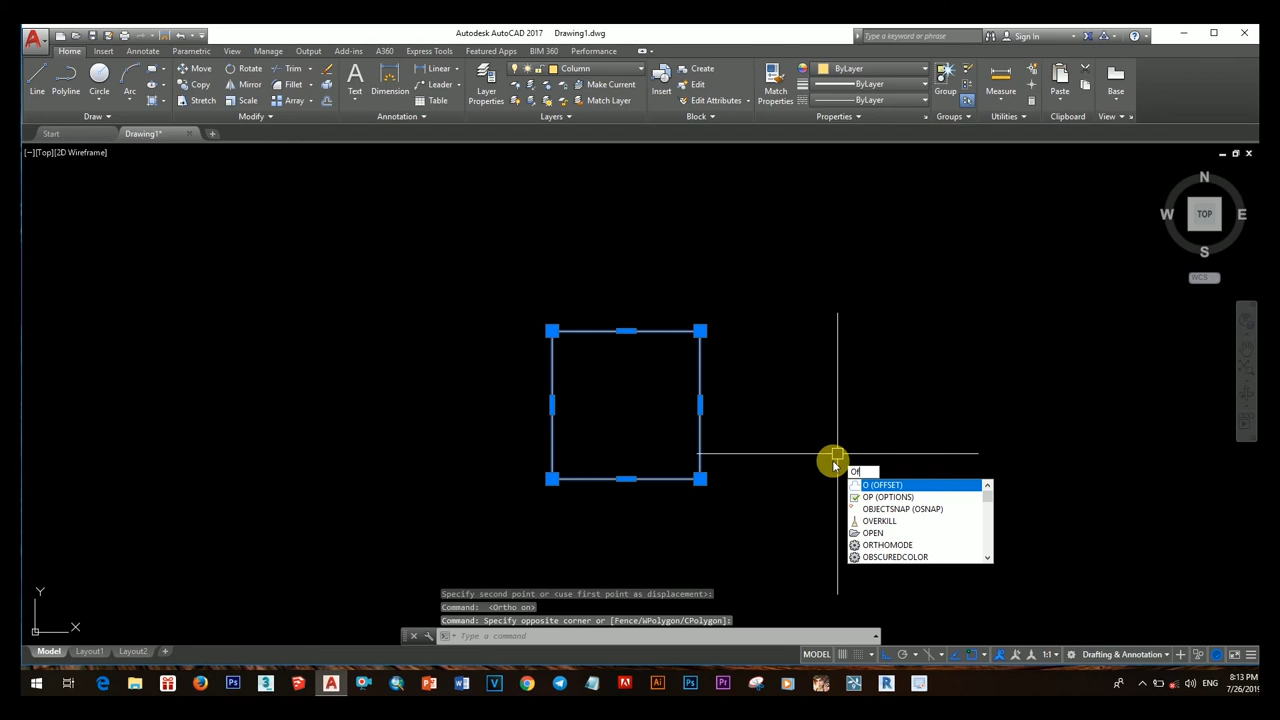 Autodesk AutoCAD 2017 Drawing1.dwg
Type a keyword or phrase
Sign In
Home Insert Annotate Parametric View Manage Output Add-ins A360 Express Tools Featured Apps BIM 360 Performance
Move Rotate Trim Linear Column Create ByLayer
Copy Mirror Fillet Leader Make Current Edit ByLayer
Stretch Scale Array Table Match Layer Edit Attributes ByLayer
Line Polyline Circle Arc Text Dimension Layer Properties Insert Match Properties Group Measure Paste Base
Draw Modify Annotation Layers Block Properties Groups Utilities Clipboard View
Start Drawing1*
[−][Top][2D Wireframe]
N
W TOP E
S
WCS
Of
O (OFFSET)
OP (OPTIONS)
OBJECTSNAP (OSNAP)
OVERKILL
OPEN
ORTHOMODE
OBSCUREDCOLOR
Y
X
Specify second point or <use first point as displacement>:
Command: <Ortho on>
Command: Specify opposite corner or [Fence/WPolygon/CPolygon]:
Type a command
Model Layout1 Layout2
MODEL 1:1 Drafting & Annotation
ENG
8:13 PM
7/26/2019